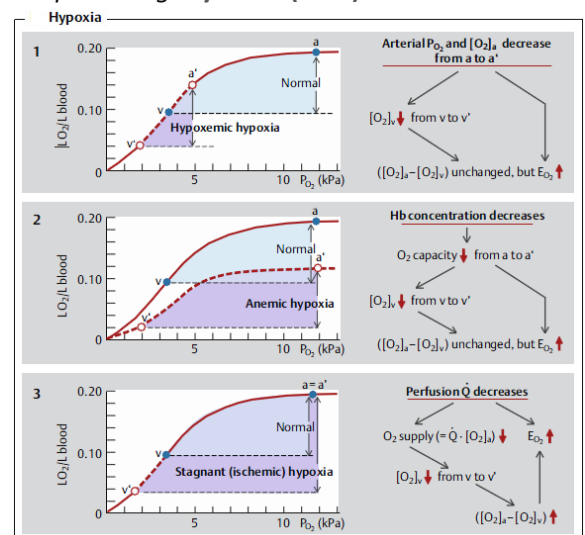 Hypoxia
1
0.20
a
a'
Normal
0.10
v
Hypoxemic hypoxia
v'
0
5
10 P_O₂ (kPa)
LO₂/L blood
Arterial P_O₂ and [O₂]ₐ decrease
from a to a'
[O₂]ᵥ ↓ from v to v'
([O₂]ₐ–[O₂]ᵥ) unchanged, but E_O₂ ↑
2
0.20
a
Normal
a'
0.10
v
Anemic hypoxia
v'
0
5
10 P_O₂ (kPa)
LO₂/L blood
Hb concentration decreases
O₂ capacity ↓ from a to a'
[O₂]ᵥ ↓ from v to v'
([O₂]ₐ–[O₂]ᵥ) unchanged, but E_O₂ ↑
3
0.20
a = a'
Normal
0.10
v
Stagnant (ischemic) hypoxia
v'
0
5
10 P_O₂ (kPa)
LO₂/L blood
Perfusion Q̇ decreases
O₂ supply (= Q̇ · [O₂]ₐ) ↓ E_O₂ ↑
[O₂]ᵥ ↓ from v to v'
([O₂]ₐ–[O₂]ᵥ) ↑